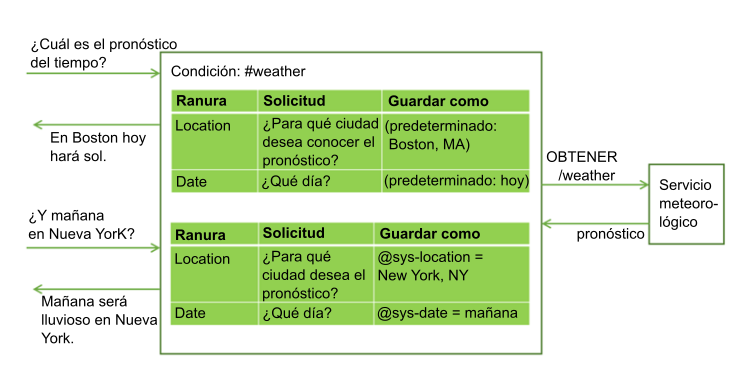 ¿Cuál es el pronóstico
del tiempo?
Condición: #weather
Ranura Solicitud Guardar como
Location ¿Para qué ciudad (predeterminado:
desea conocer el Boston, MA)
pronóstico?
Date ¿Qué día? (predeterminado: hoy)
En Boston hoy
hará sol.
OBTENER
/weather
Servicio
meteoro-
lógico
pronóstico
¿Y mañana
en Nueva YorK?
Ranura Solicitud Guardar como
Location ¿Para qué @sys-location =
ciudad desea el New York, NY
pronóstico?
Date ¿Qué día? @sys-date = mañana
Mañana será
lluvioso en Nueva
York.